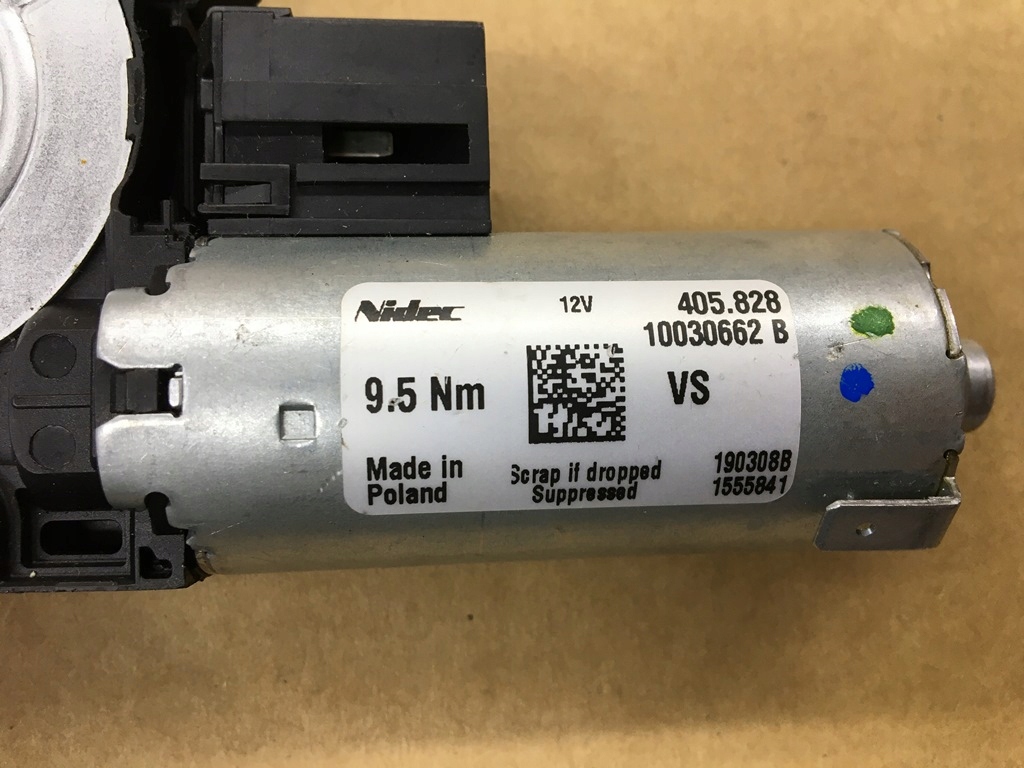 Nidec 12V 405.828
10030662 B
9.5 Nm VS
Made in
Poland
Scrap if dropped
Suppressed
190308B
1555841